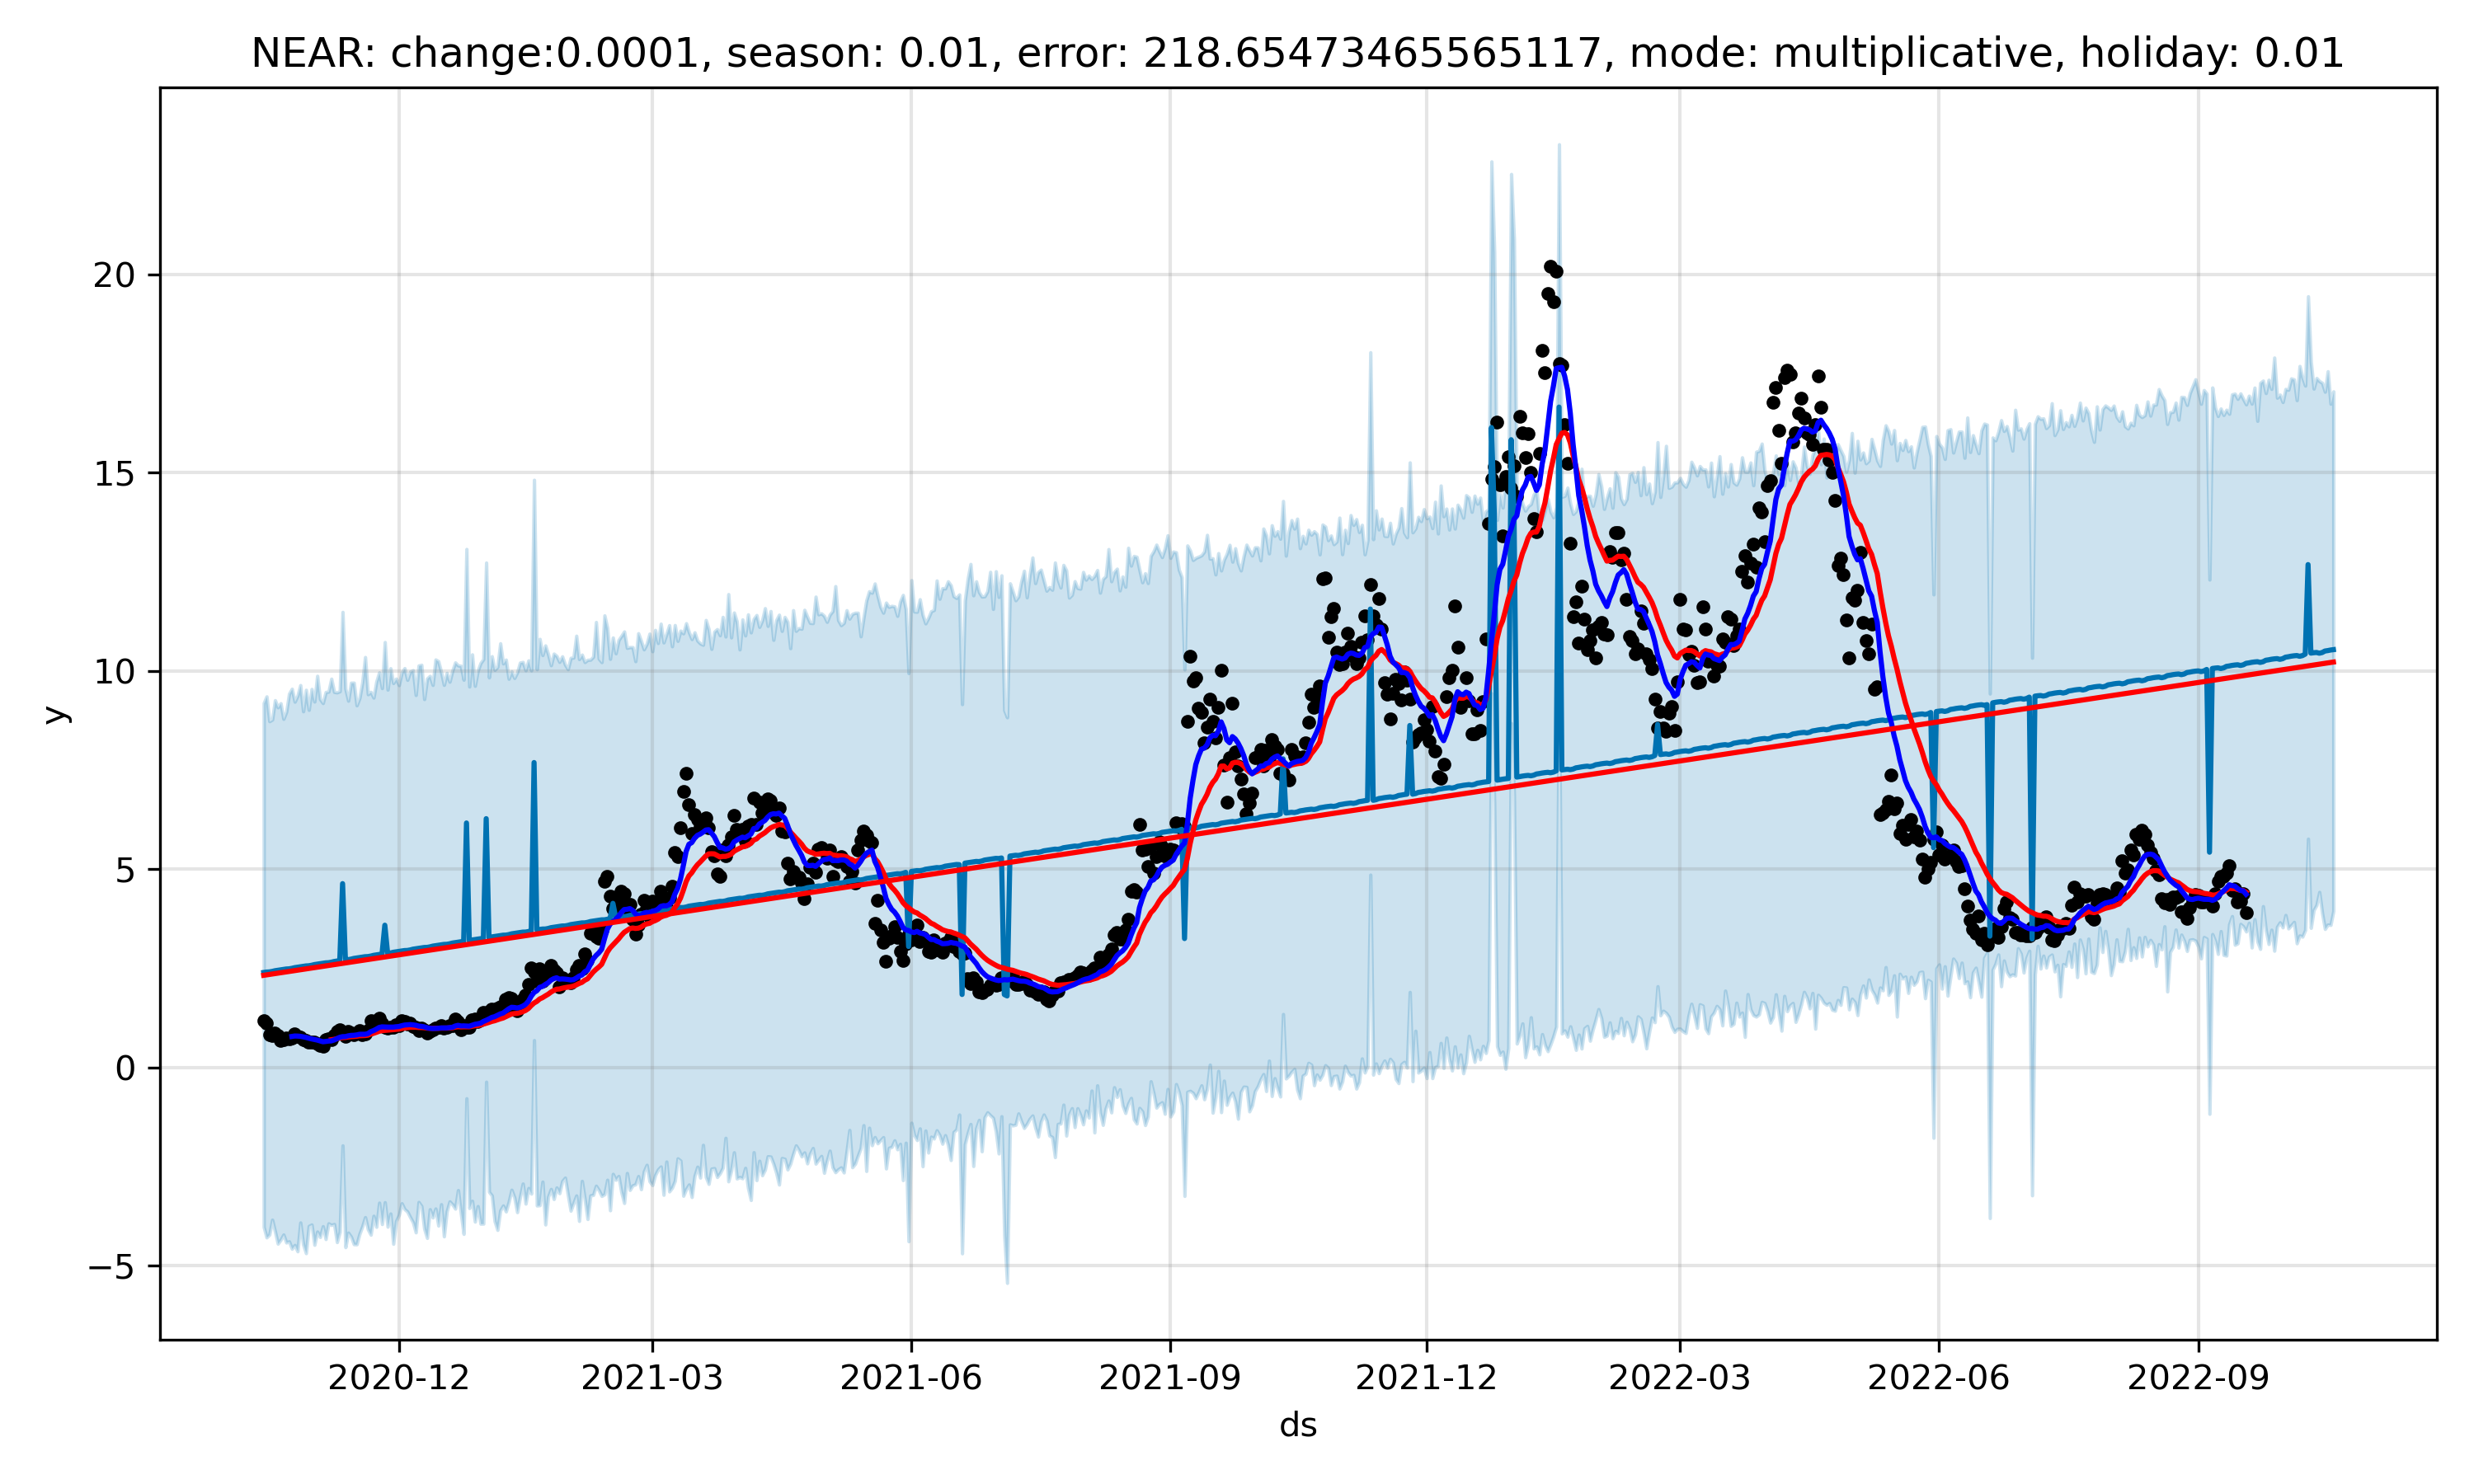 NEAR: change:0.0001, season: 0.01, error: 218.65473465565117, mode: multiplicative, holiday: 0.01
y
20
15
10
5
0
−5
2020-12 2021-03 2021-06 2021-09 2021-12 2022-03 2022-06 2022-09
ds